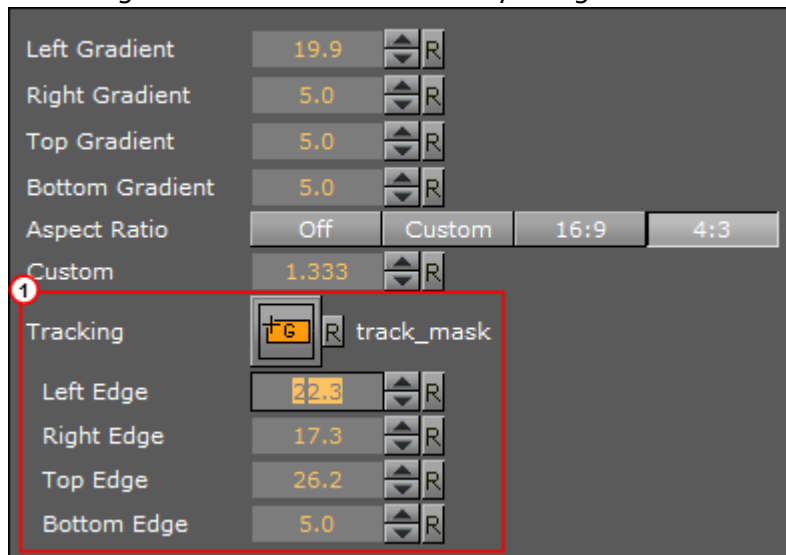 Left Gradient 19.9 R
Right Gradient 5.0 R
Top Gradient 5.0 R
Bottom Gradient 5.0 R
Aspect Ratio Off Custom 16:9 4:3
Custom 1.333 R
1
Tracking G R track_mask
Left Edge 22.3 R
Right Edge 17.3 R
Top Edge 26.2 R
Bottom Edge 5.0 R